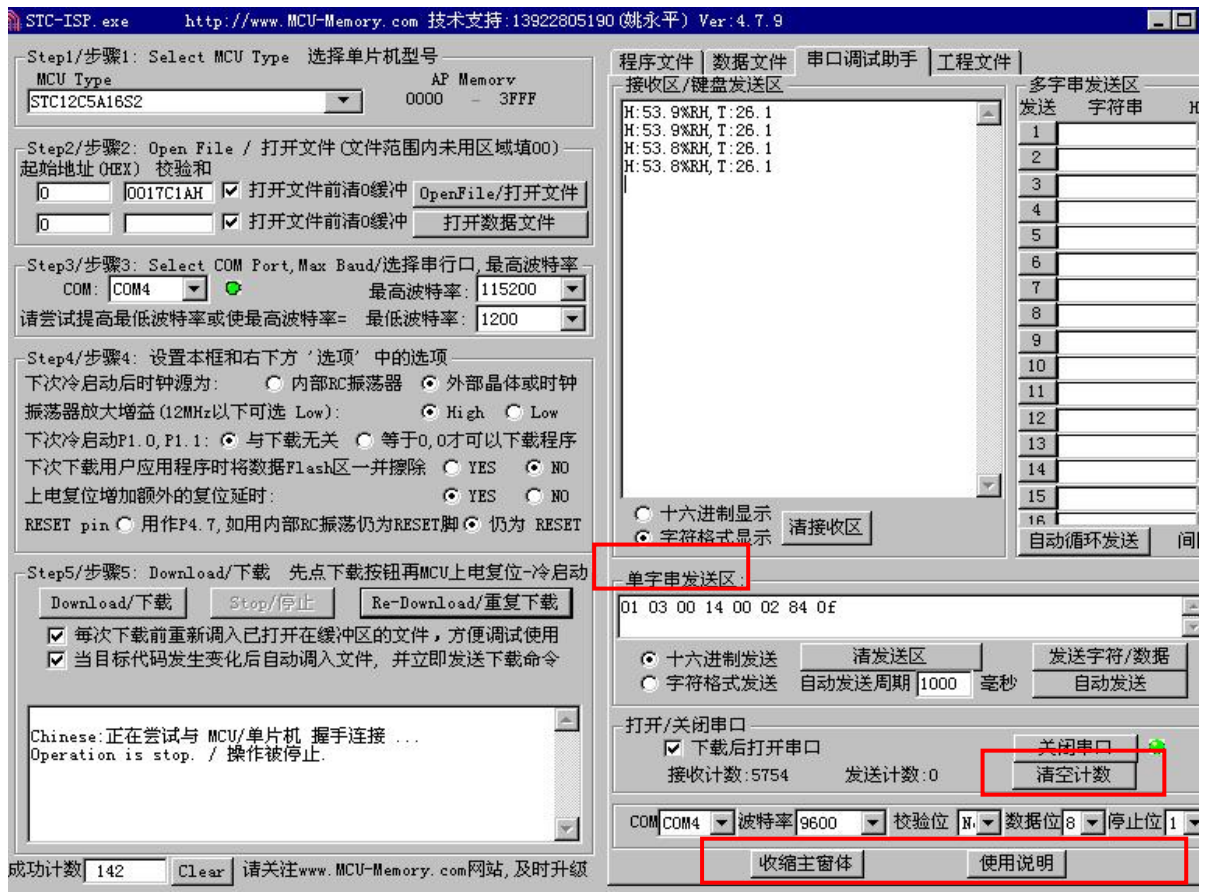 STC-ISP.exe http://www.MCU-Memory.com 技术支持:13922805190(姚永平) Ver:4.7.9
Step1/步骤1: Select MCU Type 选择单片机型号
MCU Type AP Memory
STC12C5A16S2 0000 - 3FFF
Step2/步骤2: Open File / 打开文件(文件范围内未用区域填00)
起始地址(HEX) 校验和
0 0017C1AH 打开文件前清0缓冲 OpenFile/打开文件
0 打开文件前清0缓冲 打开数据文件
Step3/步骤3: Select COM Port,Max Baud/选择串行口,最高波特率
COM: COM4 最高波特率: 115200
请尝试提高最低波特率或使最高波特率= 最低波特率: 1200
Step4/步骤4: 设置本框和右下方 '选项' 中的选项
下次冷启动后时钟源为: 内部RC振荡器 外部晶体或时钟
振荡器放大增益(12MHz以下可选 Low): High Low
下次冷启动P1.0,P1.1: 与下载无关 等于0,0才可以下载程序
下次下载用户应用程序时将数据Flash区一并擦除 YES NO
上电复位增加额外的复位延时: YES NO
RESET pin 用作P4.7,如用内部RC振荡仍为RESET脚 仍为 RESET
Step5/步骤5: Download/下载 先点下载按钮再MCU上电复位-冷启动
Download/下载 Stop/停止 Re-Download/重复下载
每次下载前重新调入已打开在缓冲区的文件，方便调试使用
当目标代码发生变化后自动调入文件, 并立即发送下载命令
Chinese:正在尝试与 MCU/单片机 握手连接 ...
Operation is stop. / 操作被停止.
成功计数 142 Clear 请关注www.MCU-Memory.com网站,及时升级
程序文件 数据文件 串口调试助手 工程文件
接收区/键盘发送区
H:53.9%RH,T:26.1
H:53.9%RH,T:26.1
H:53.8%RH,T:26.1
H:53.8%RH,T:26.1
十六进制显示
字符格式显示 清接收区
多字串发送区
发送 字符串 H
1
2
3
4
5
6
7
8
9
10
11
12
13
14
15
16
自动循环发送
单字串发送区:
01 03 00 14 00 02 84 0f
十六进制发送 清发送区 发送字符/数据
字符格式发送 自动发送周期 1000 毫秒 自动发送
打开/关闭串口
下载后打开串口 关闭串口
接收计数:5754 发送计数:0 清空计数
COM COM4 波特率 9600 校验位 N 数据位 8 停止位 1
收缩主窗体 使用说明